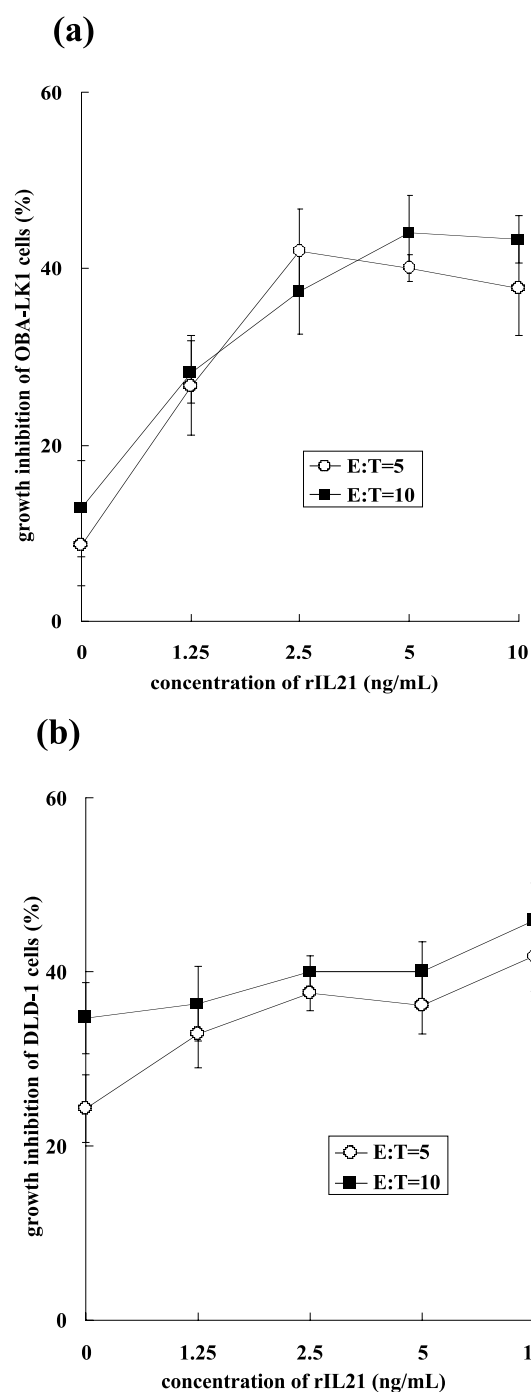 (a)
60
40
20
0
growth inhibition of OBA-LK1 cells (%)
E:T=5
E:T=10
0 1.25 2.5 5 10
concentration of rIL21 (ng/mL)
(b)
60
40
20
0
growth inhibition of DLD-1 cells (%)
E:T=5
E:T=10
0 1.25 2.5 5 1
concentration of rIL21 (ng/mL)